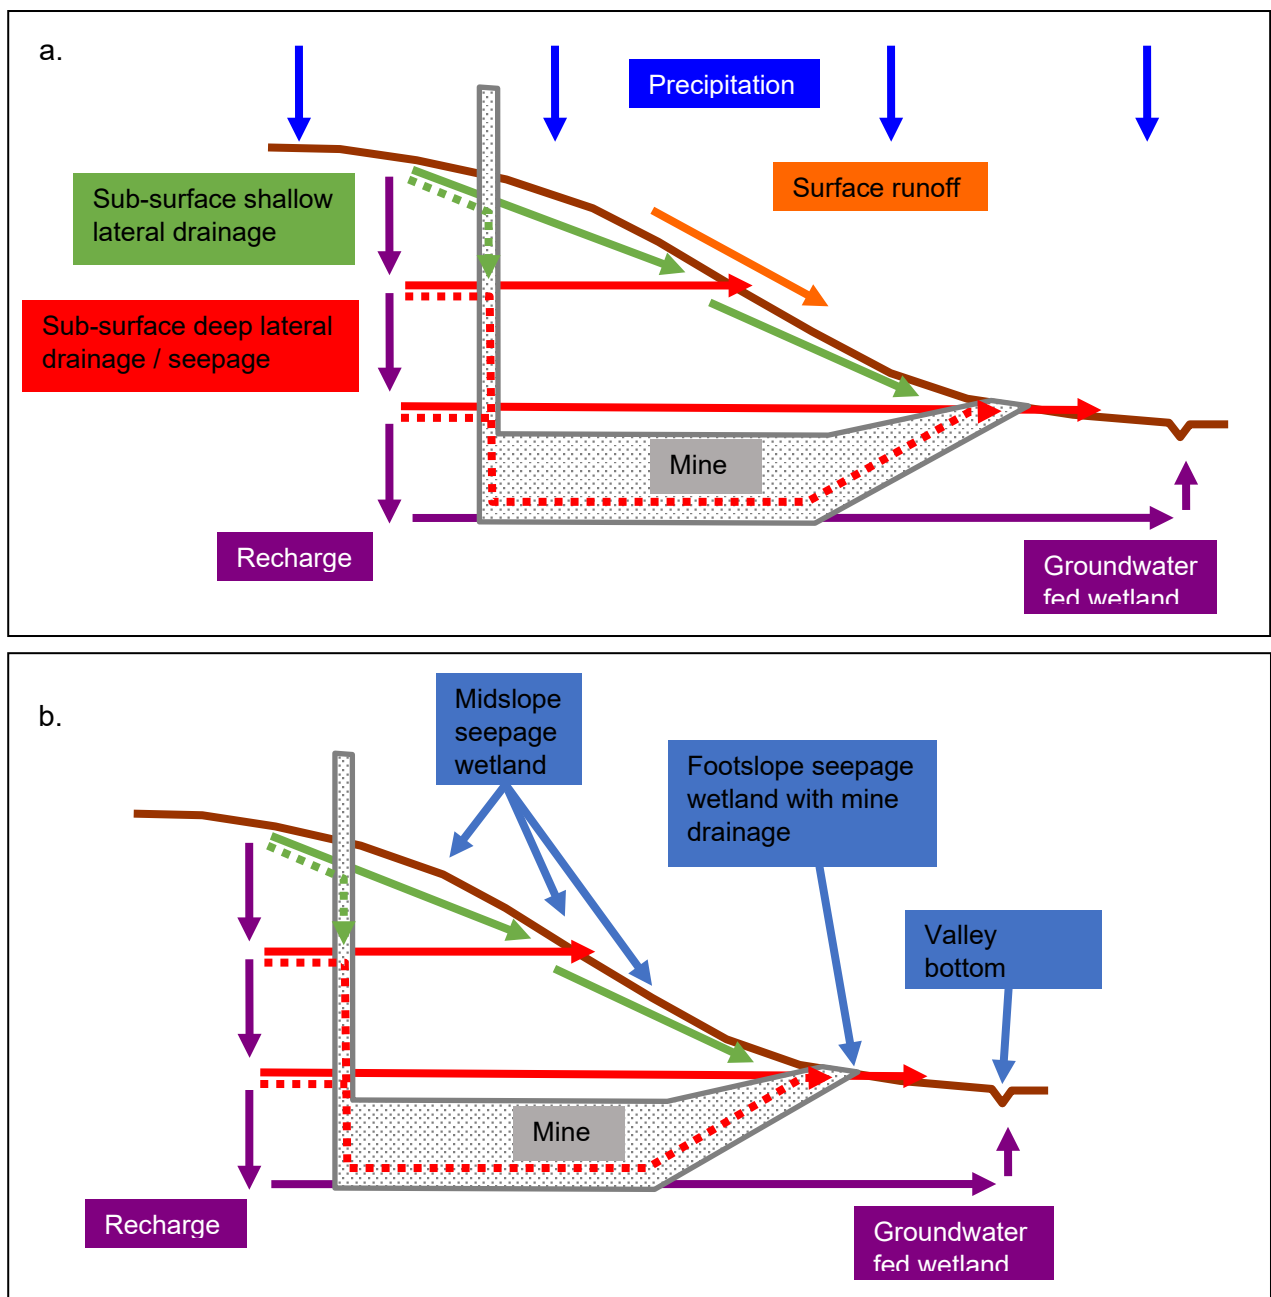 a.
Precipitation
Surface runoff
Sub-surface shallow
lateral drainage
Sub-surface deep lateral
drainage / seepage
Mine
Recharge
Groundwater
fed wetland
b.
Midslope
seepage
wetland
Footslope seepage
wetland with mine
drainage
Valley
bottom
Mine
Recharge
Groundwater
fed wetland